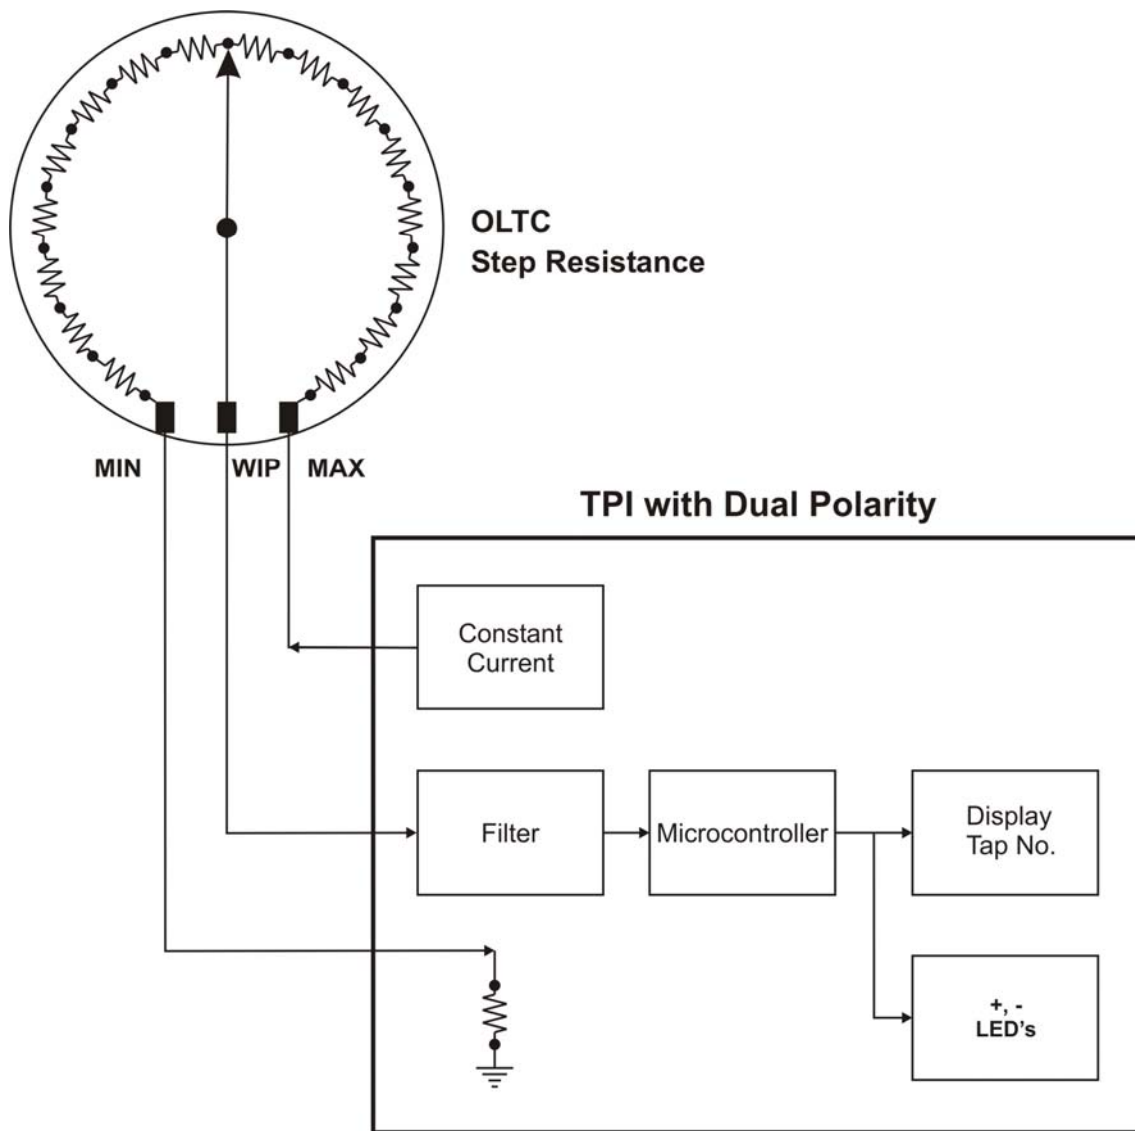 OLTC
Step Resistance
MIN
WIP
MAX
TPI with Dual Polarity
Constant
Current
Filter
Microcontroller
Display
Tap No.
+, -
LED's